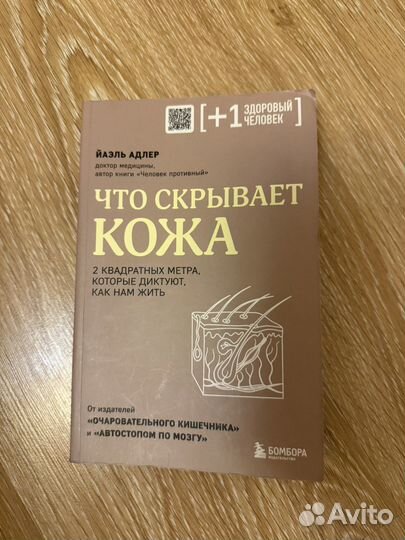 [+1 ЗДОРОВЫЙ
ЧЕЛОВЕК]
ЙАЭЛЬ АДЛЕР
доктор медицины,
автор книги «Человек противный»
ЧТО СКРЫВАЕТ
КОЖА
2 КВАДРАТНЫХ МЕТРА,
КОТОРЫЕ ДИКТУЮТ,
КАК НАМ ЖИТЬ
От издателей
«ОЧАРОВАТЕЛЬНОГО КИШЕЧНИКА»
и «АВТОСТОПОМ ПО МОЗГУ»
БОМБОРА
ИЗДАТЕЛЬСТВО
Avito